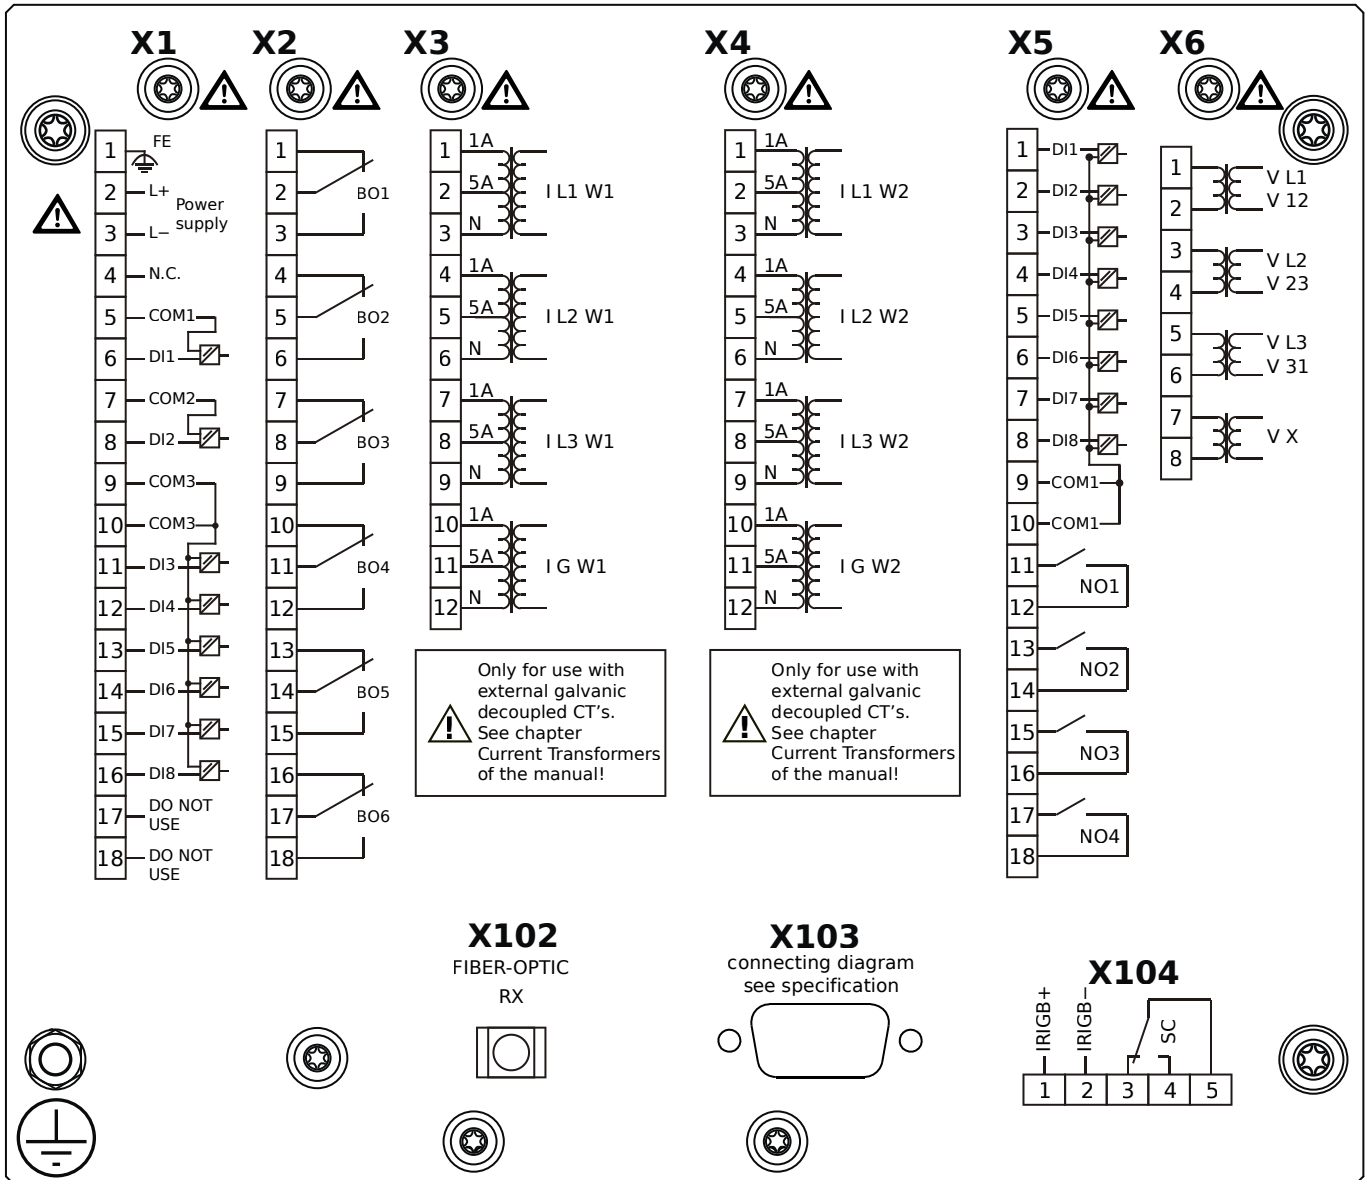 X1
X2
X3
X4
X5
X6
1 FE
2 L+
Power
supply
3 L−
4 N.C.
5 COM1
6 DI1
7 COM2
8 DI2
9 COM3
10 COM3
11 DI3
12 DI4
13 DI5
14 DI6
15 DI7
16 DI8
17 DO NOT
USE
18 DO NOT
USE
1
2 BO1
3
4
5 BO2
6
7
8 BO3
9
10
11 BO4
12
13
14 BO5
15
16
17 BO6
18
1 1A
2 5A I L1 W1
3 N
4 1A
5 5A I L2 W1
6 N
7 1A
8 5A I L3 W1
9 N
10 1A
11 5A I G W1
12 N
Only for use with
external galvanic
decoupled CT's.
See chapter
Current Transformers
of the manual!
1 1A
2 5A I L1 W2
3 N
4 1A
5 5A I L2 W2
6 N
7 1A
8 5A I L3 W2
9 N
10 1A
11 5A I G W2
12 N
Only for use with
external galvanic
decoupled CT's.
See chapter
Current Transformers
of the manual!
1 DI1
2 DI2
3 DI3
4 DI4
5 DI5
6 DI6
7 DI7
8 DI8
9 COM1
10 COM1
11
NO1
12
13
NO2
14
15
NO3
16
17
NO4
18
1 V L1
2 V 12
3 V L2
4 V 23
5 V L3
6 V 31
7
V X
8
X102
FIBER-OPTIC
RX
X103
connecting diagram
see specification
X104
IRIGB+
IRIGB−
SC
1 2 3 4 5